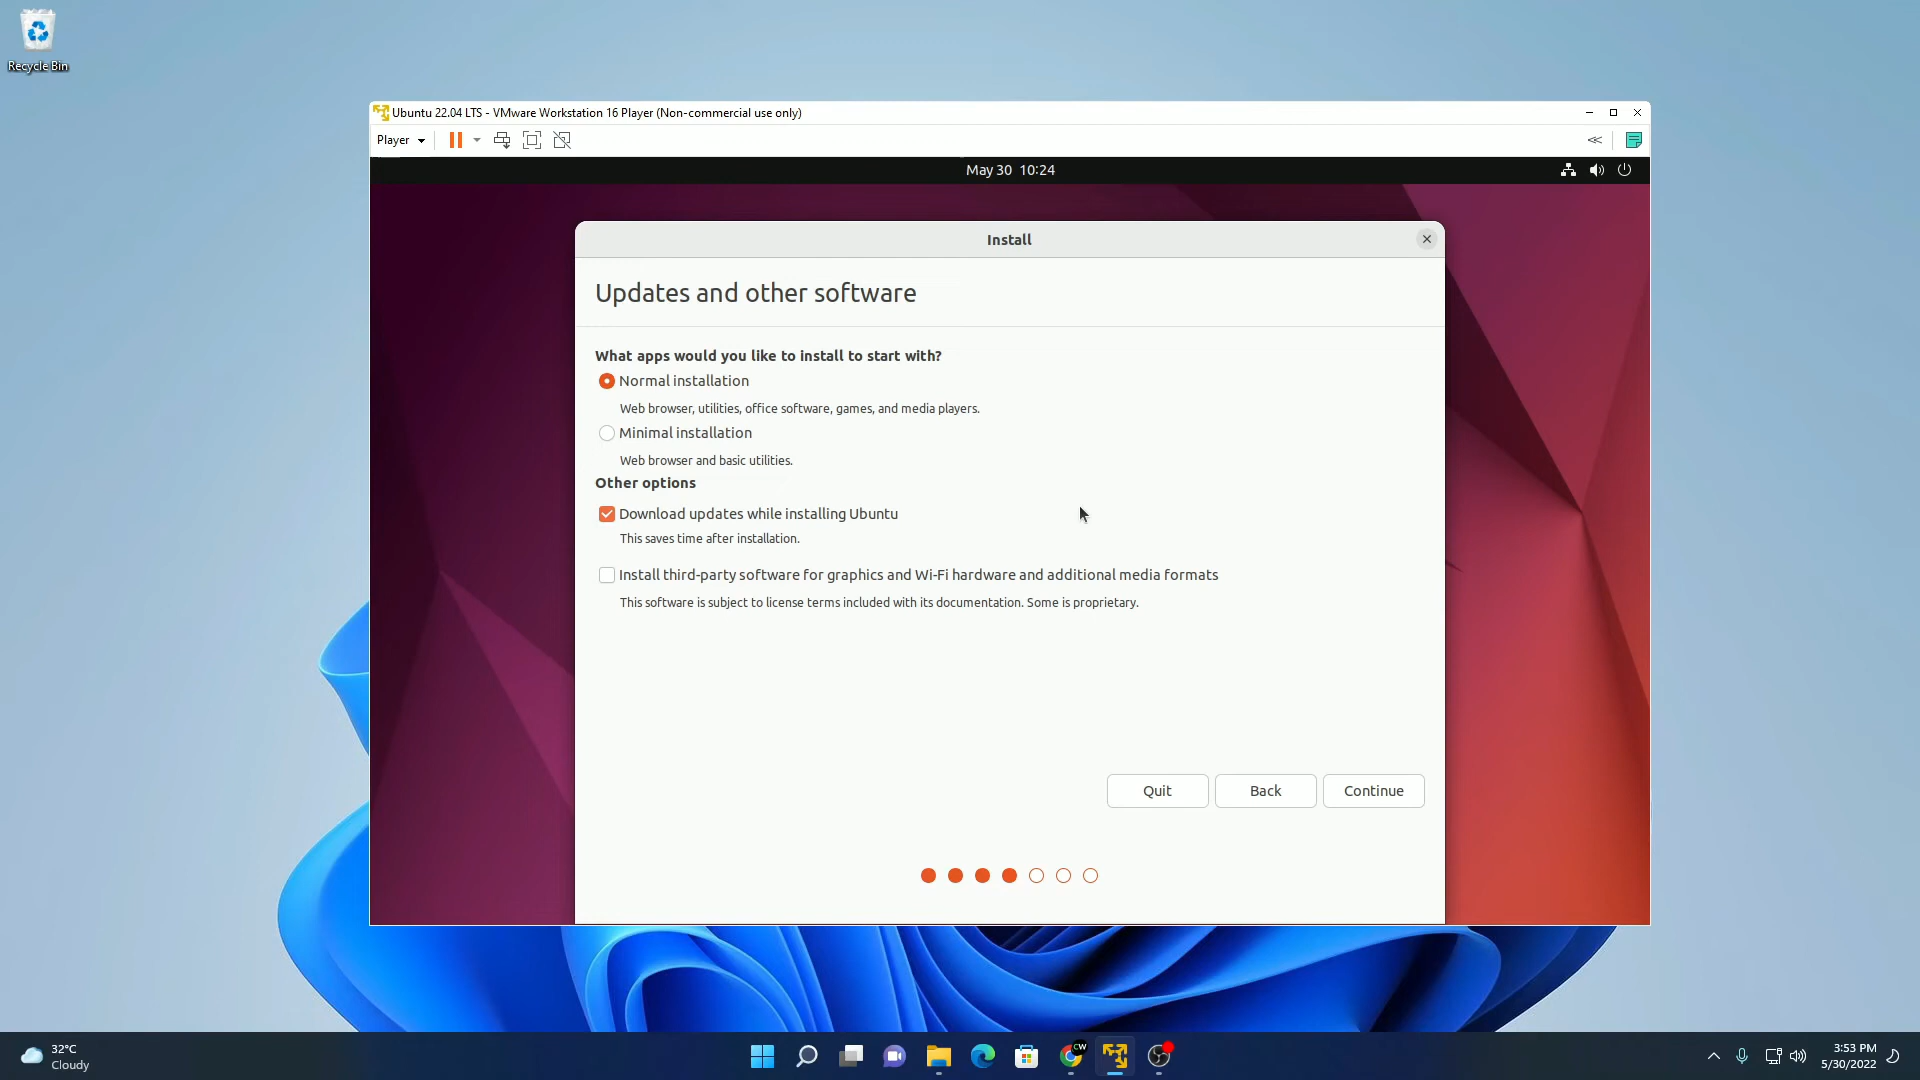 Recycle Bin
Ubuntu 22.04 LTS - VMware Workstation 16 Player (Non-commercial use only)
Player
May 30 10:24
Install
Updates and other software
What apps would you like to install to start with?
Normal installation
Web browser, utilities, office software, games, and media players.
Minimal installation
Web browser and basic utilities.
Other options
Download updates while installing Ubuntu
This saves time after installation.
Install third-party software for graphics and Wi-Fi hardware and additional media formats
This software is subject to license terms included with its documentation. Some is proprietary.
Quit Back Continue
32°C
Cloudy
CW
3:53 PM
5/30/2022